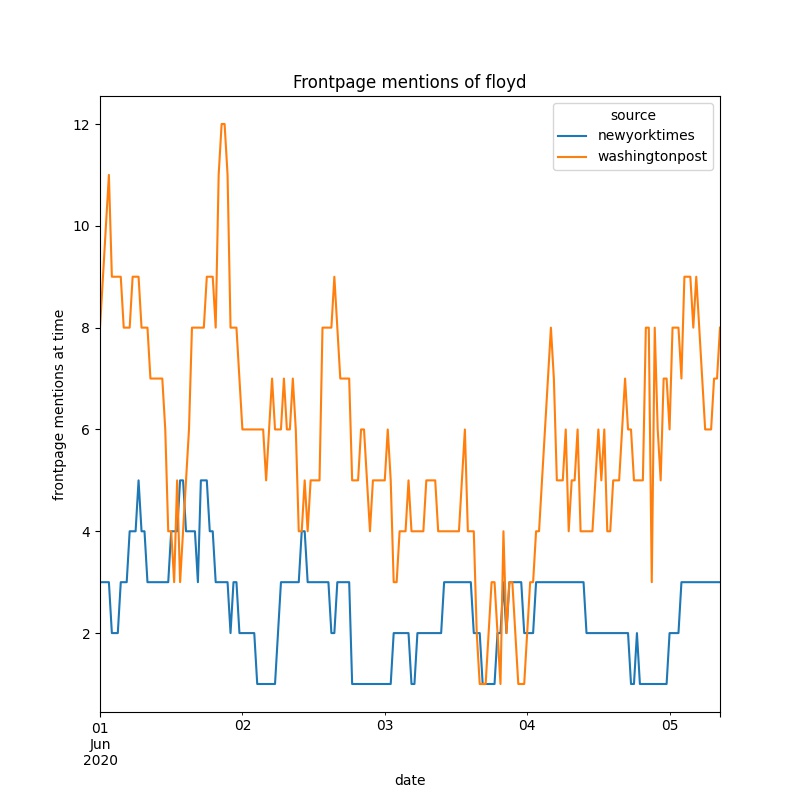 Frontpage mentions of floyd
source
newyorktimes
washingtonpost
frontpage mentions at time
12
10
8
6
4
2
01
Jun
2020
02
03
04
05
date